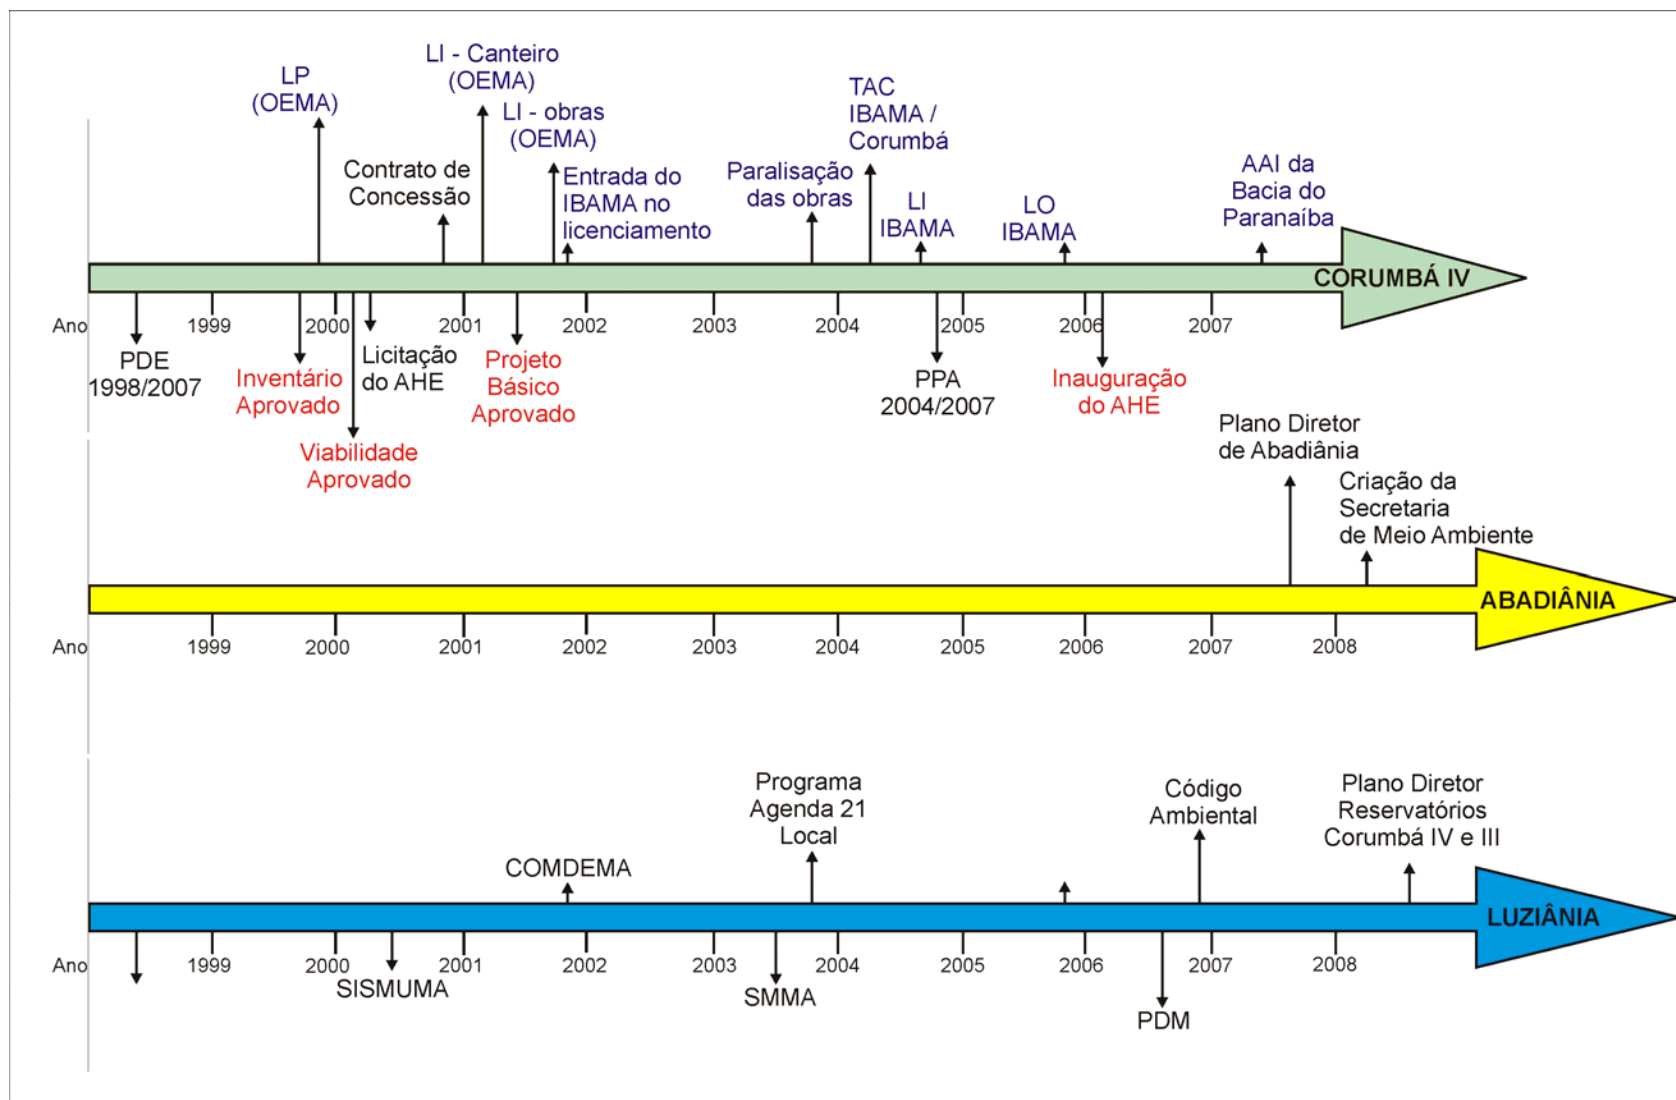 LP
(OEMA)
LI - Canteiro
(OEMA)
LI - obras
(OEMA)
Contrato de
Concessão
Entrada do
IBAMA no
licenciamento
Paralisação
das obras
TAC
IBAMA /
Corumbá
LI
IBAMA
LO
IBAMA
AAI da
Bacia do
Paranaíba
CORUMBÁ IV
Ano
1999
2000
2001
2002
2003
2004
2005
2006
2007
PDE
1998/2007
Inventário
Aprovado
Viabilidade
Aprovado
Licitação
do AHE
Projeto
Básico
Aprovado
PPA
2004/2007
Inauguração
do AHE
Plano Diretor
de Abadiânia
Criação da
Secretaria
de Meio Ambiente
ABADIÂNIA
Ano
1999
2000
2001
2002
2003
2004
2005
2006
2007
2008
COMDEMA
Programa
Agenda 21
Local
Código
Ambiental
Plano Diretor
Reservatórios
Corumbá IV e III
LUZIÂNIA
Ano
1999
2000
2001
2002
2003
2004
2005
2006
2007
2008
SISMUMA
SMMA
PDM